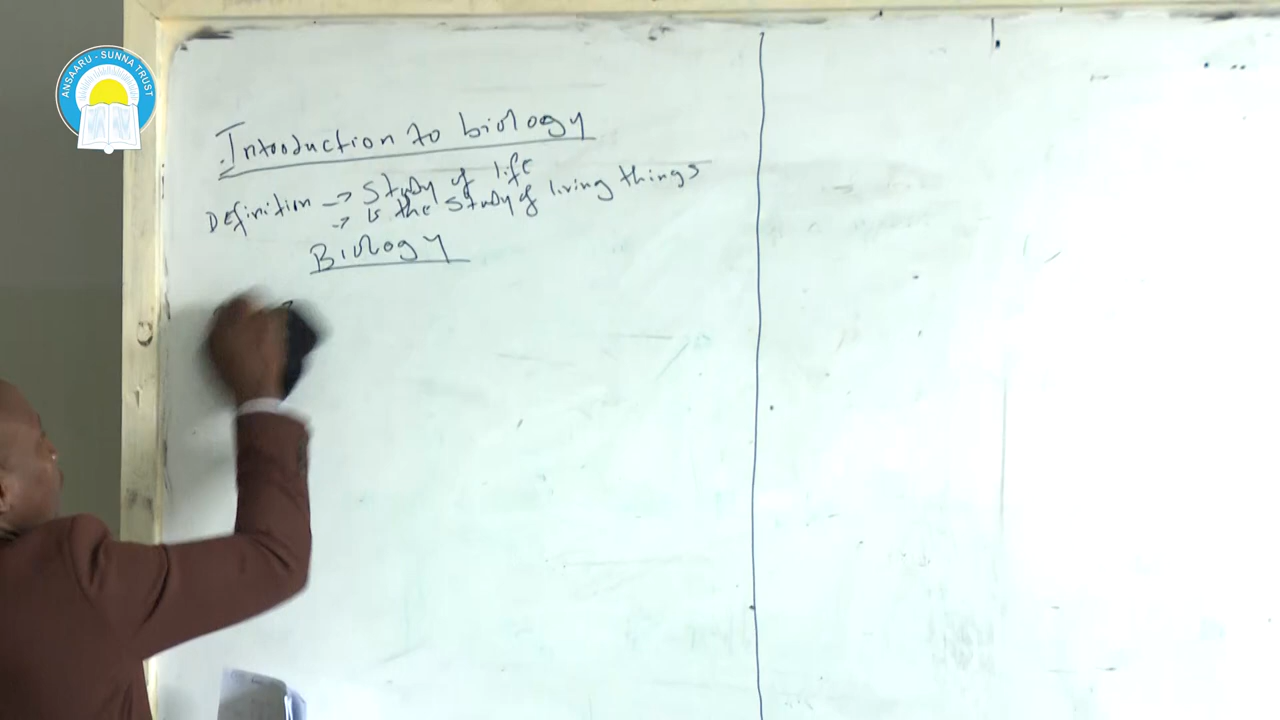 ANSAARU - SUNNA TRUST
Introduction to biology
Definition → Study of life
→ is the study of living things
Biology